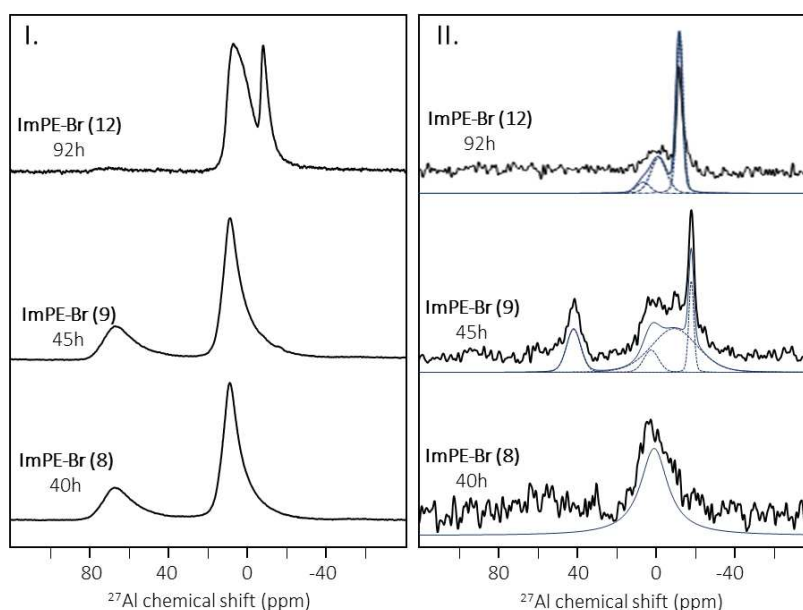 I.
ImPE-Br (12)
92h
ImPE-Br (9)
45h
ImPE-Br (8)
40h
80 40 0 -40
²⁷Al chemical shift (ppm)
II.
ImPE-Br (12)
92h
ImPE-Br (9)
45h
ImPE-Br (8)
40h
80 40 0 -40
²⁷Al chemical shift (ppm)